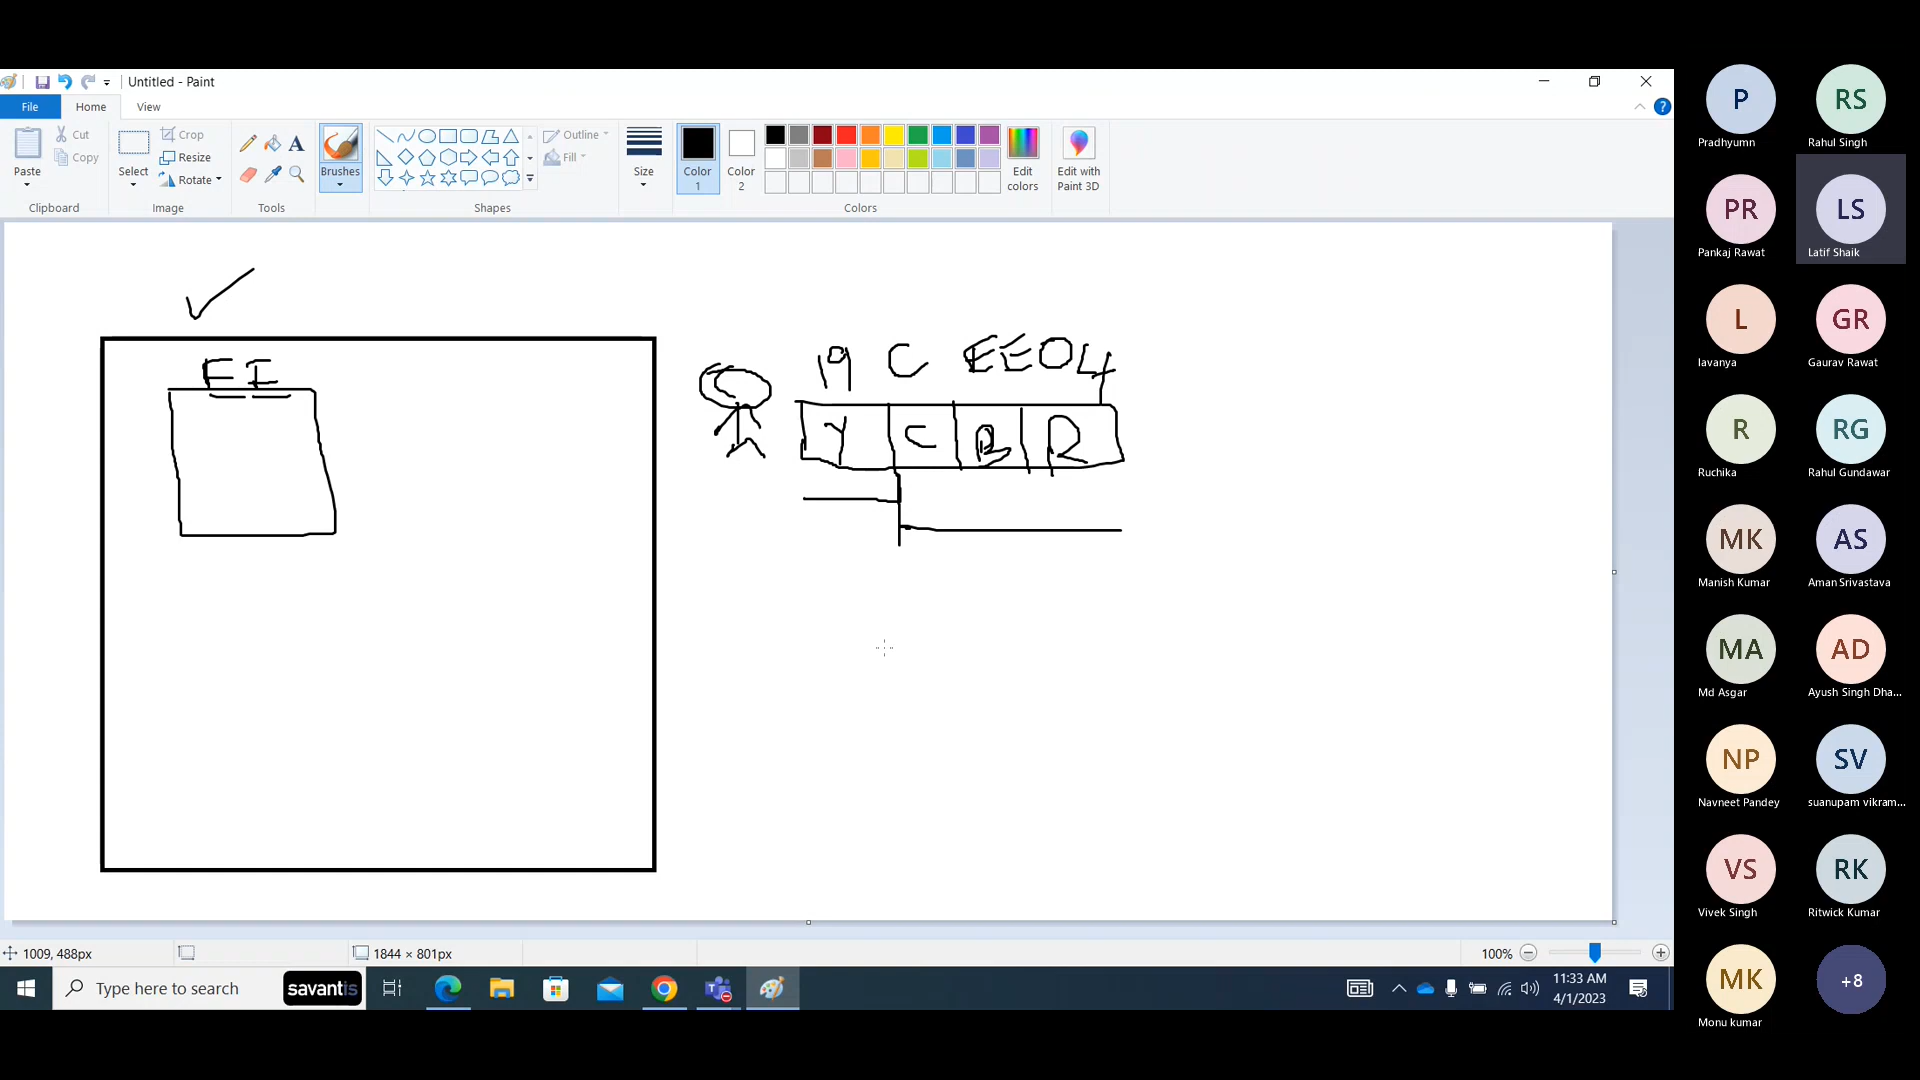 Untitled - Paint
File Home View
Paste Cut Copy Clipboard
Select Crop Resize Rotate Image
Tools
Brushes
Shapes
Outline Fill
Size
Color 1 Color 2 Edit colors Colors
Edit with Paint 3D
19 C EE04
F I
Y C B R
1009, 488px 1844 × 801px 100%
Type here to search savantis
11:33 AM
4/1/2023
P RS
Pradhyumn Rahul Singh
PR LS
Pankaj Rawat Latif Shaik
L GR
lavanya Gaurav Rawat
R RG
Ruchika Rahul Gundawar
MK AS
Manish Kumar Aman Srivastava
MA AD
Md Asgar Ayush Singh Dha...
NP SV
Navneet Pandey suanupam vikram...
VS RK
Vivek Singh Ritwick Kumar
MK +8
Monu kumar